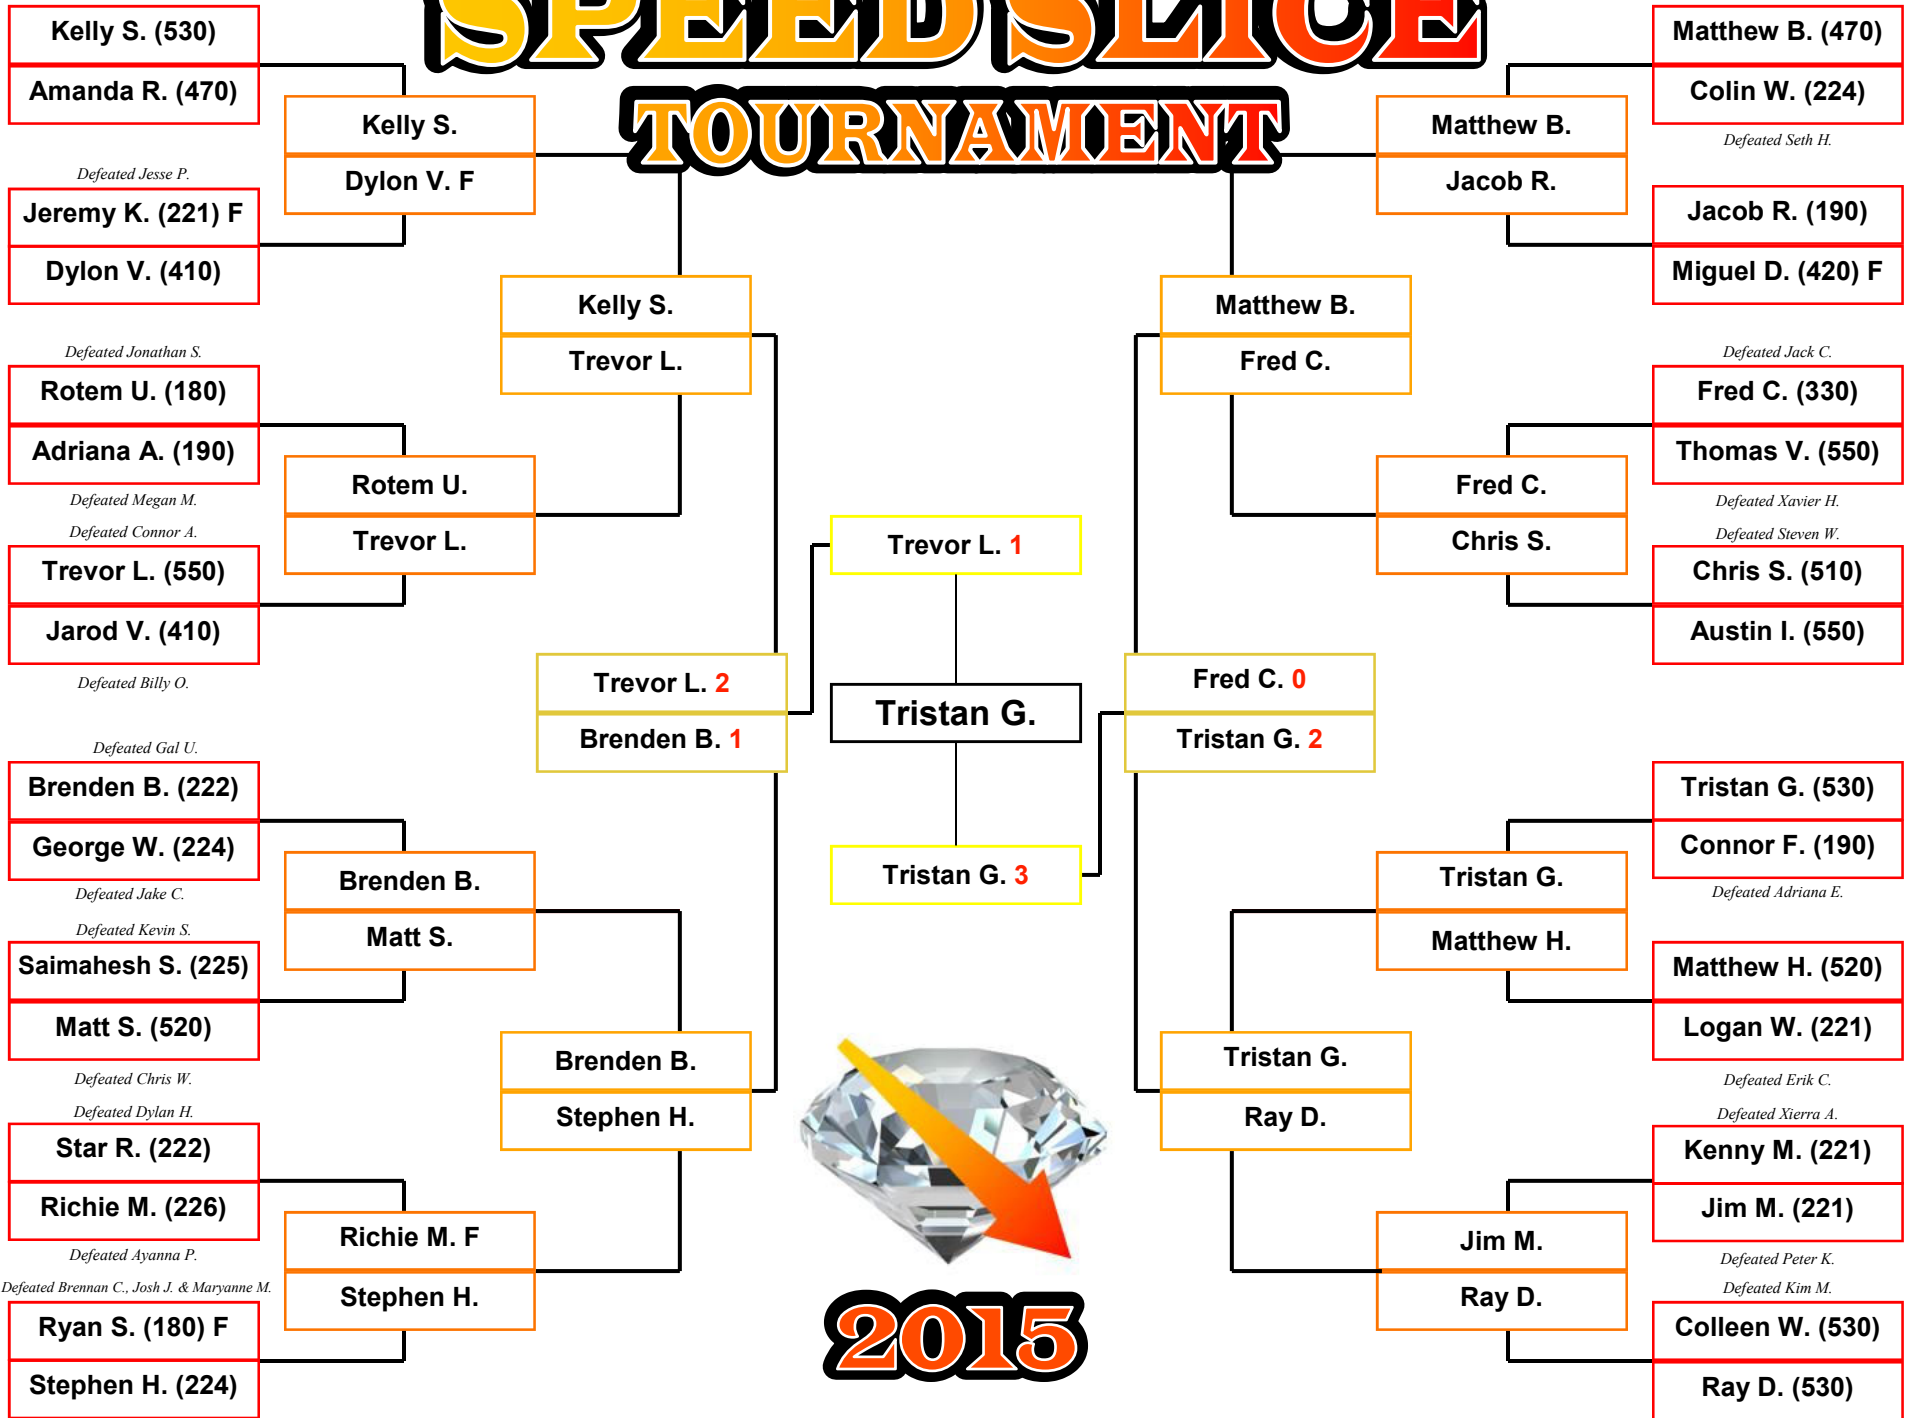 SPEED SLICE
TOURNAMENT
Kelly S. (530)
Amanda R. (470)
Defeated Jesse P.
Jeremy K. (221) F
Dylon V. (410)
Defeated Jonathan S.
Rotem U. (180)
Adriana A. (190)
Defeated Megan M.
Defeated Connor A.
Trevor L. (550)
Jarod V. (410)
Defeated Billy O.
Defeated Gal U.
Brenden B. (222)
George W. (224)
Defeated Jake C.
Defeated Kevin S.
Saimahesh S. (225)
Matt S. (520)
Defeated Chris W.
Defeated Dylan H.
Star R. (222)
Richie M. (226)
Defeated Ayanna P.
Defeated Brennan C., Josh J. & Maryanne M.
Ryan S. (180) F
Stephen H. (224)
Kelly S.
Dylon V. F
Rotem U.
Trevor L.
Brenden B.
Matt S.
Richie M. F
Stephen H.
Kelly S.
Trevor L.
Brenden B.
Stephen H.
Trevor L. 2
Brenden B. 1
Trevor L. 1
Tristan G.
Tristan G. 3
Fred C. 0
Tristan G. 2
Matthew B.
Fred C.
Tristan G.
Ray D.
Matthew B.
Jacob R.
Fred C.
Chris S.
Tristan G.
Matthew H.
Jim M.
Ray D.
Matthew B. (470)
Colin W. (224)
Defeated Seth H.
Jacob R. (190)
Miguel D. (420) F
Defeated Jack C.
Fred C. (330)
Thomas V. (550)
Defeated Xavier H.
Defeated Steven W.
Chris S. (510)
Austin I. (550)
Tristan G. (530)
Connor F. (190)
Defeated Adriana E.
Matthew H. (520)
Logan W. (221)
Defeated Erik C.
Defeated Xierra A.
Kenny M. (221)
Jim M. (221)
Defeated Peter K.
Defeated Kim M.
Colleen W. (530)
Ray D. (530)
2015